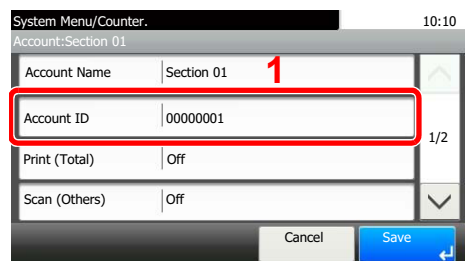 System Menu/Counter. 10:10
Account:Section 01
Account Name Section 01 1
Account ID 00000001
1/2
Print (Total) Off
Scan (Others) Off
Cancel Save